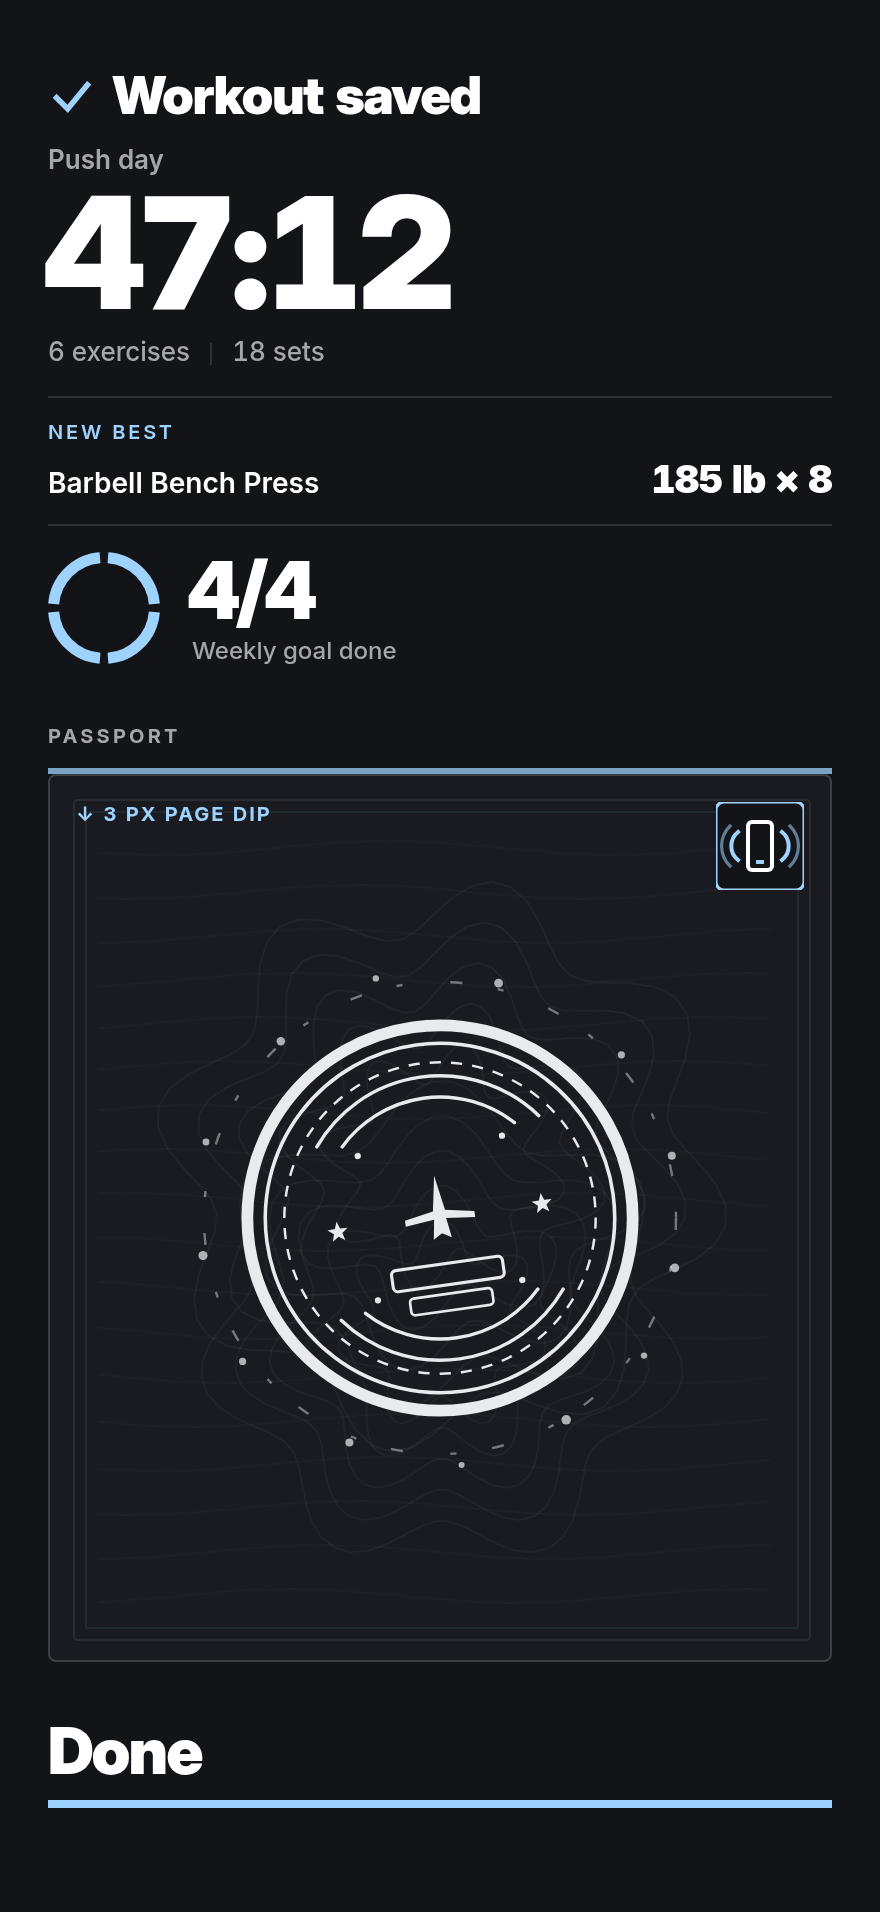 Workout saved
Push day
47:12
6 exercises | 18 sets
NEW BEST
Barbell Bench Press 185 lb × 8
4/4
Weekly goal done
PASSPORT
↓ 3 PX PAGE DIP
Done